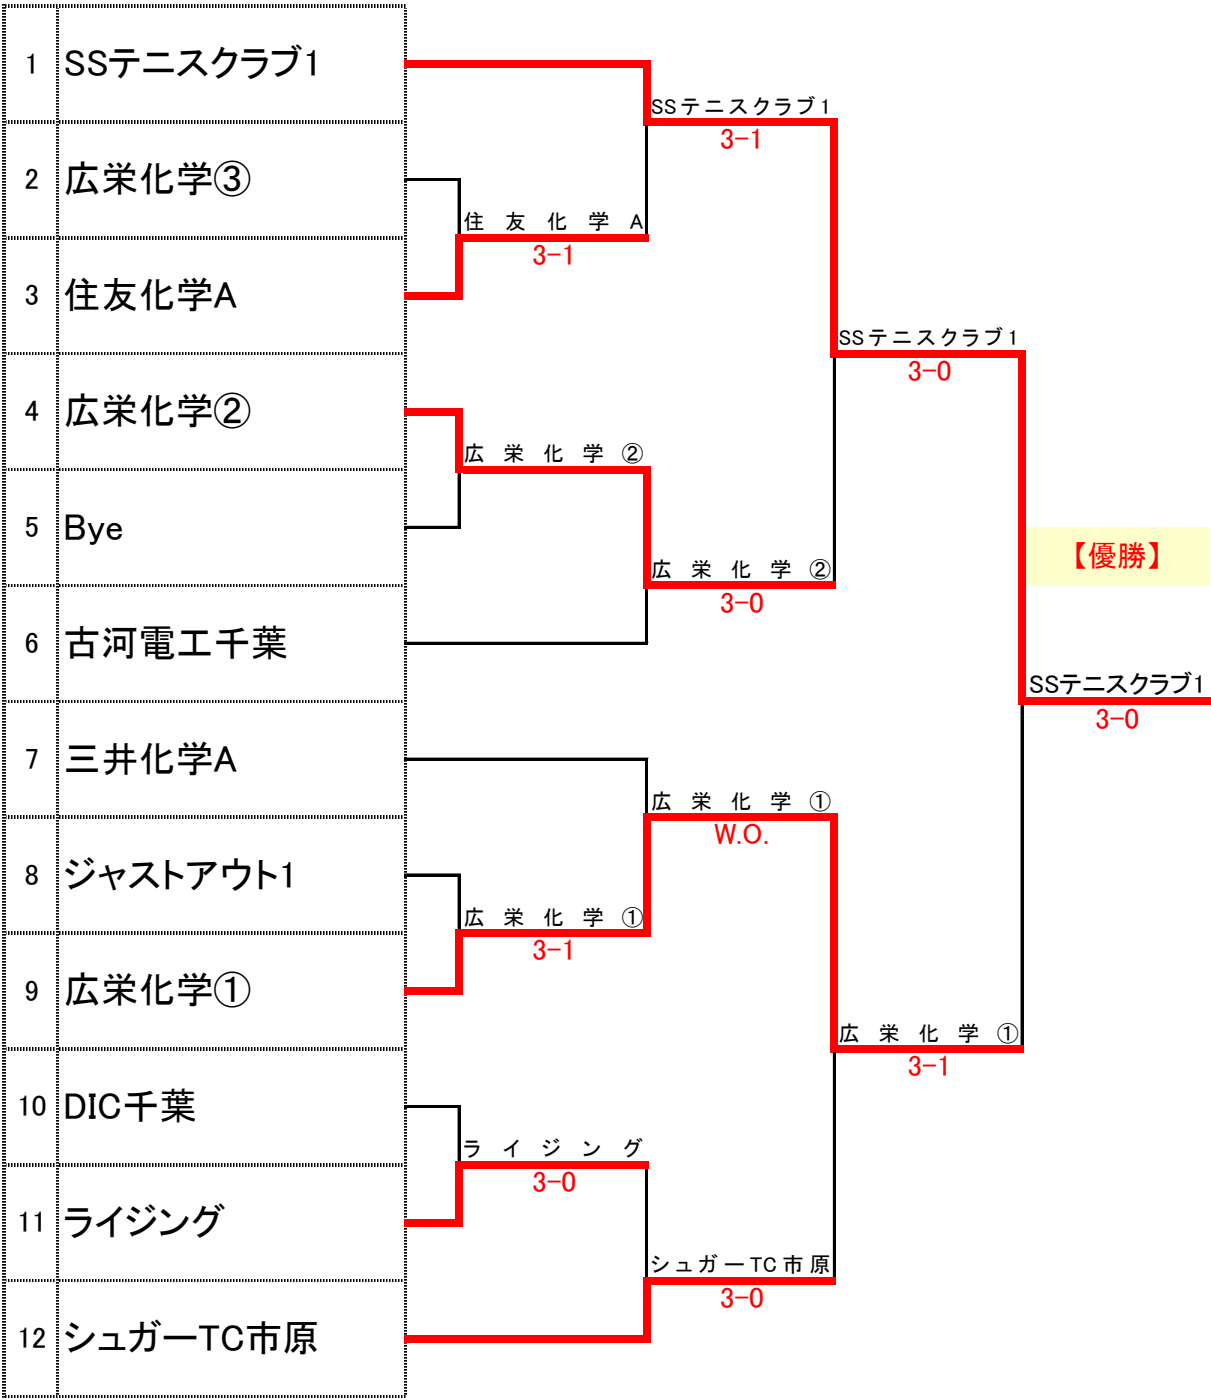 1 SSテニスクラブ1
2 広栄化学③
3 住友化学A
4 広栄化学②
5 Bye
6 古河電工千葉
7 三井化学A
8 ジャストアウト1
9 広栄化学①
10 DIC千葉
11 ライジング
12 シュガーTC市原
住友化学A
3-1
広栄化学②
広栄化学①
3-1
ライジング
3-0
SSテニスクラブ1
3-1
広栄化学②
3-0
広栄化学①
W.O.
シュガーTC市原
3-0
SSテニスクラブ1
3-0
広栄化学①
3-1
【優勝】
SSテニスクラブ1
3-0